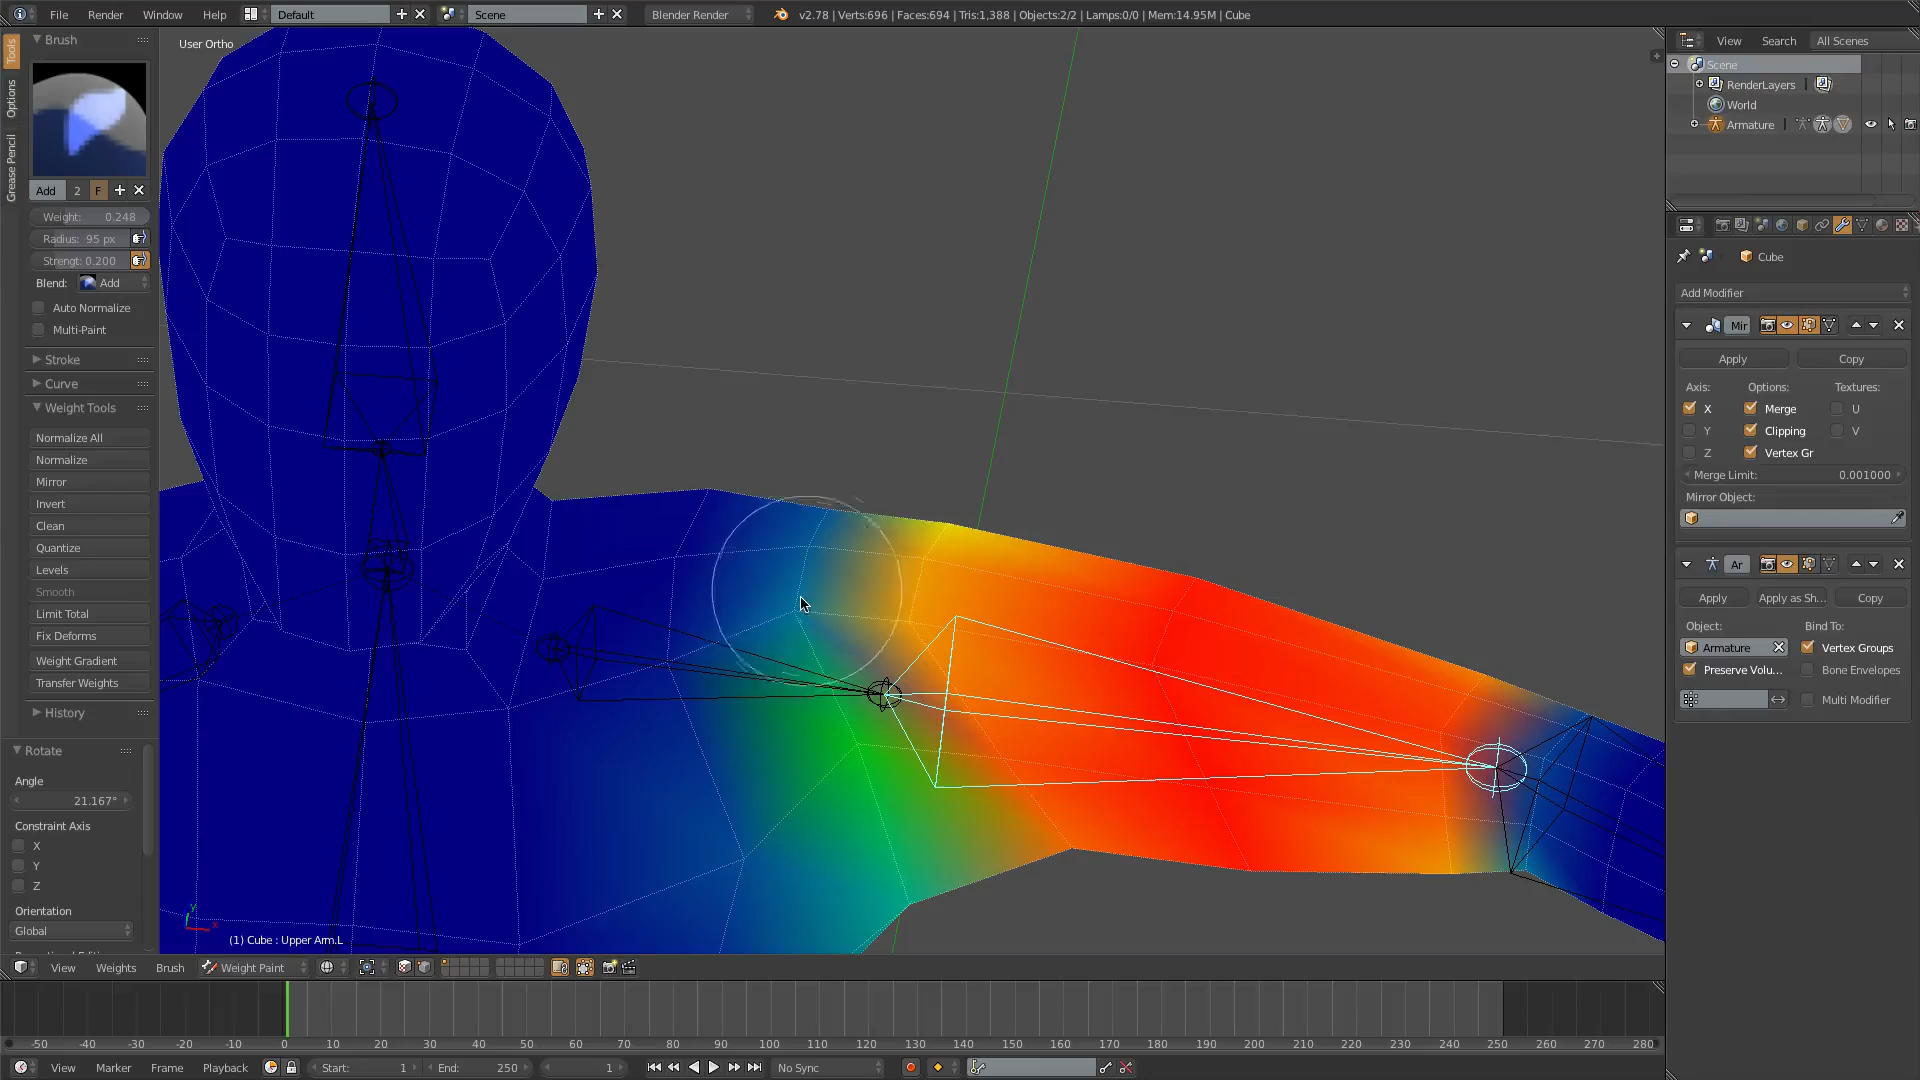 File Render Window Help Default Scene Blender Render v2.78 | Verts:696 | Faces:694 | Tris:1,388 | Objects:2/2 | Lamps:0/0 | Mem:14.95M | Cube
Tools
Options
Grease Pencil
Brush
Add 2 F
Weight: 0.248
Radius: 95 px
Strengt: 0.200
Blend: Add
Auto Normalize
Multi-Paint
Stroke
Curve
Weight Tools
Normalize All
Normalize
Mirror
Invert
Clean
Quantize
Levels
Smooth
Limit Total
Fix Deforms
Weight Gradient
Transfer Weights
History
Rotate
Angle
21.167°
Constraint Axis
X
Y
Z
Orientation
Global
User Ortho
y
x
(1) Cube : Upper Arm.L
View Weights Brush Weight Paint
-50 -40 -30 -20 -10 0 10 20 30 40 50 60 70 80 90 100 110 120 130 140 150 160 170 180 190 200 210 220 230 240 250 260 270 280
View Marker Frame Playback Start: 1 End: 250 1 No Sync
View Search All Scenes
Scene
RenderLayers
World
Armature
Cube
Add Modifier
Mir
Apply Copy
Axis: Options: Textures:
X Merge U
Y Clipping V
Z Vertex Gr
Merge Limit: 0.001000
Mirror Object:
Ar
Apply Apply as Sh... Copy
Object: Bind To:
Armature Vertex Groups
Preserve Volu... Bone Envelopes
Multi Modifier